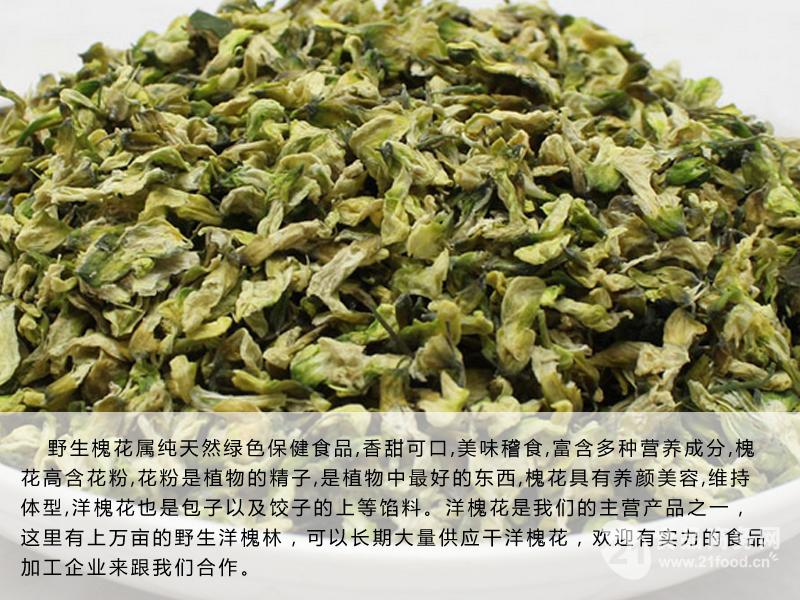 野生槐花属纯天然绿色保健食品,香甜可口,美味稽食,富含多种营养成分,槐
花高含花粉,花粉是植物的精子,是植物中最好的东西,槐花具有养颜美容,维持
体型,洋槐花也是包子以及饺子的上等馅料。洋槐花是我们的主营产品之一，
这里有上万亩的野生洋槐林，可以长期大量供应干洋槐花，欢迎有实力的食品
加工企业来跟我们合作。
www.21food.cn